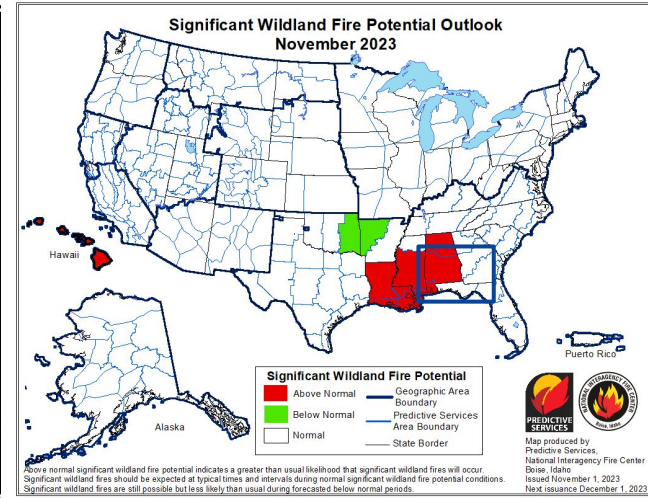 Significant Wildland Fire Potential Outlook
November 2023
Hawaii
Alaska
Puerto Rico
Significant Wildland Fire Potential
Above Normal
Below Normal
Normal
Geographic Area
Boundary
Predictive Services
Area Boundary
State Border
PREDICTIVE
SERVICES
NATIONAL INTERAGENCY FIRE CENTER
Boise, Idaho
Map produced by
Predictive Services,
National Interagency Fire Center
Boise, Idaho
Issued November 1, 2023
Next issuance December 1, 2023
Above normal significant wildland fire potential indicates a greater than usual likelihood that significant wildland fires will occur.
Significant wildland fires should be expected at typical times and intervals during normal significant wildland fire potential conditions.
Significant wildland fires are still possible but less likely than usual during forecasted below normal periods.